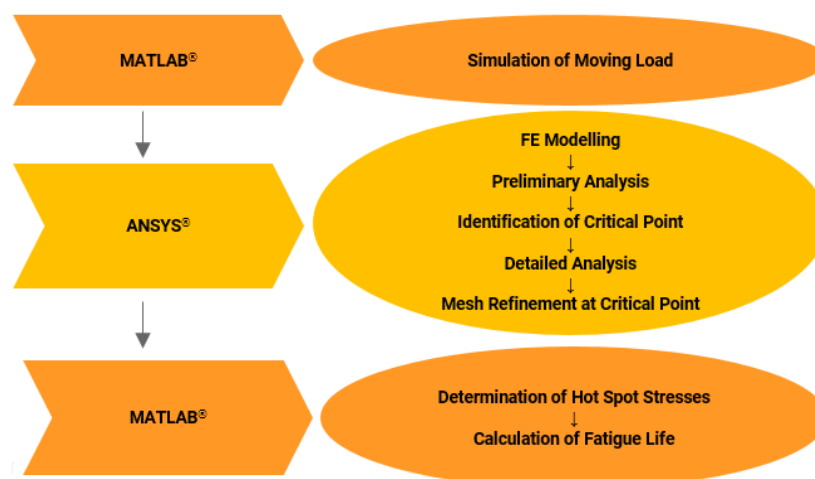 MATLAB®
Simulation of Moving Load
ANSYS®
FE Modelling
↓
Preliminary Analysis
↓
Identification of Critical Point
↓
Detailed Analysis
↓
Mesh Refinement at Critical Point
MATLAB®
Determination of Hot Spot Stresses
↓
Calculation of Fatigue Life